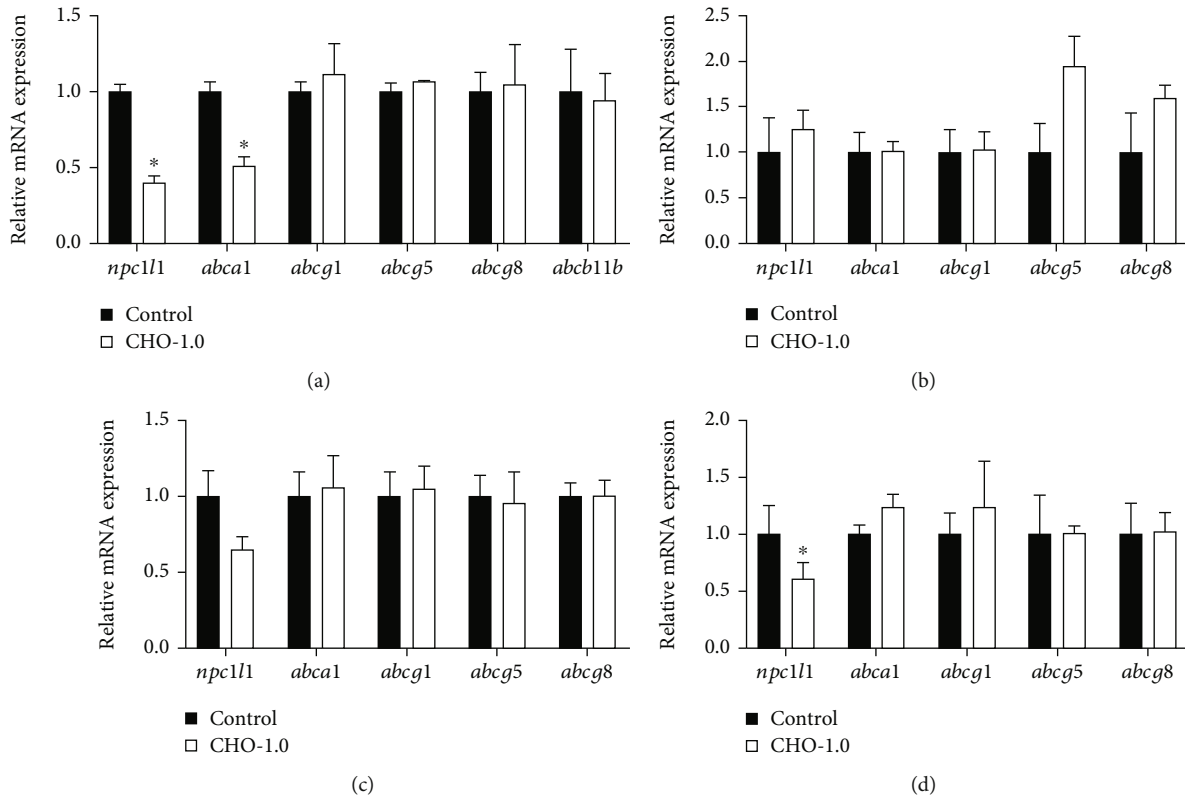 Relative mRNA expression
1.5
1.0
0.5
0.0
*
*
npc1l1 abca1 abcg1 abcg5 abcg8 abcb11b
Control
CHO-1.0
(a)
Relative mRNA expression
2.5
2.0
1.5
1.0
0.5
0.0
npc1l1 abca1 abcg1 abcg5 abcg8
Control
CHO-1.0
(b)
Relative mRNA expression
1.5
1.0
0.5
0.0
npc1l1 abca1 abcg1 abcg5 abcg8
Control
CHO-1.0
(c)
Relative mRNA expression
2.0
1.5
1.0
0.5
0.0
*
npc1l1 abca1 abcg1 abcg5 abcg8
Control
CHO-1.0
(d)